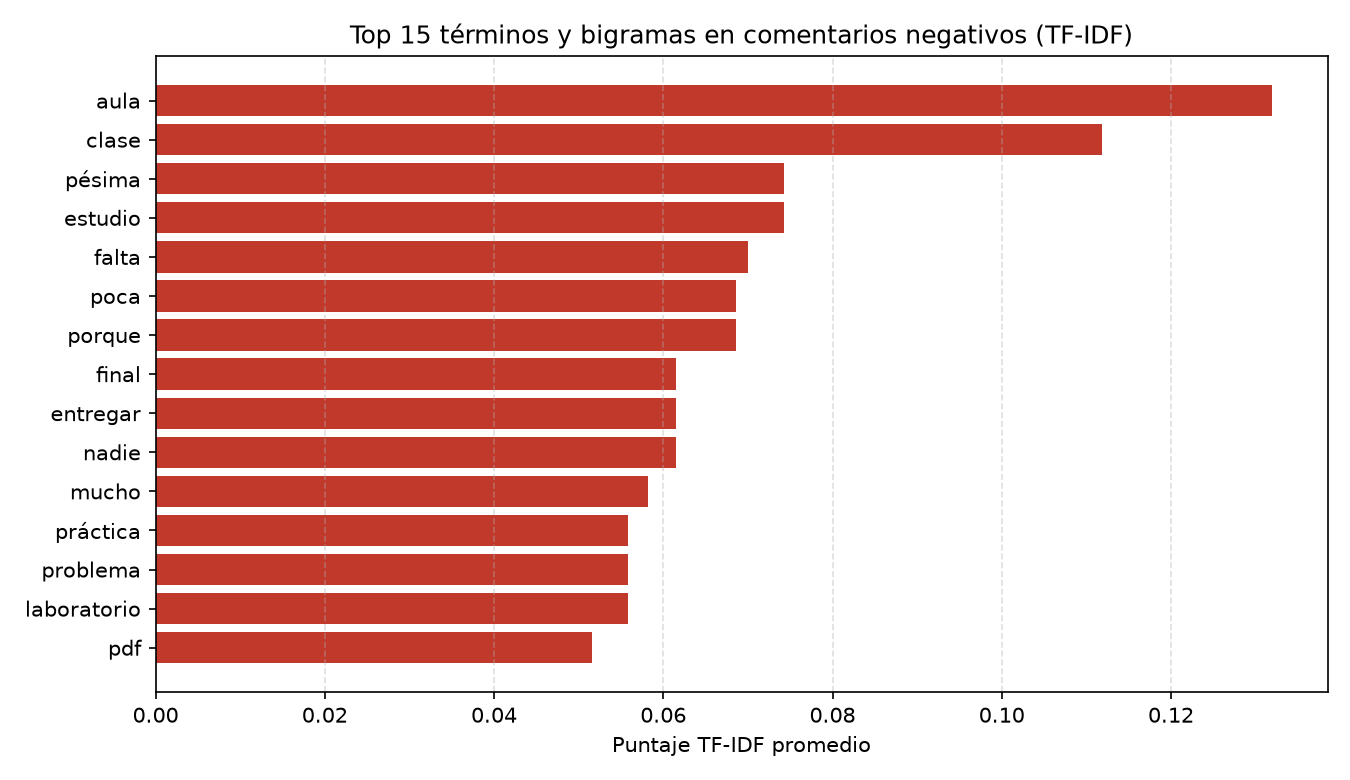 Top 15 términos y bigramas en comentarios negativos (TF-IDF)
aula
clase
pésima
estudio
falta
poca
porque
final
entregar
nadie
mucho
práctica
problema
laboratorio
pdf
0.00 0.02 0.04 0.06 0.08 0.10 0.12
Puntaje TF-IDF promedio